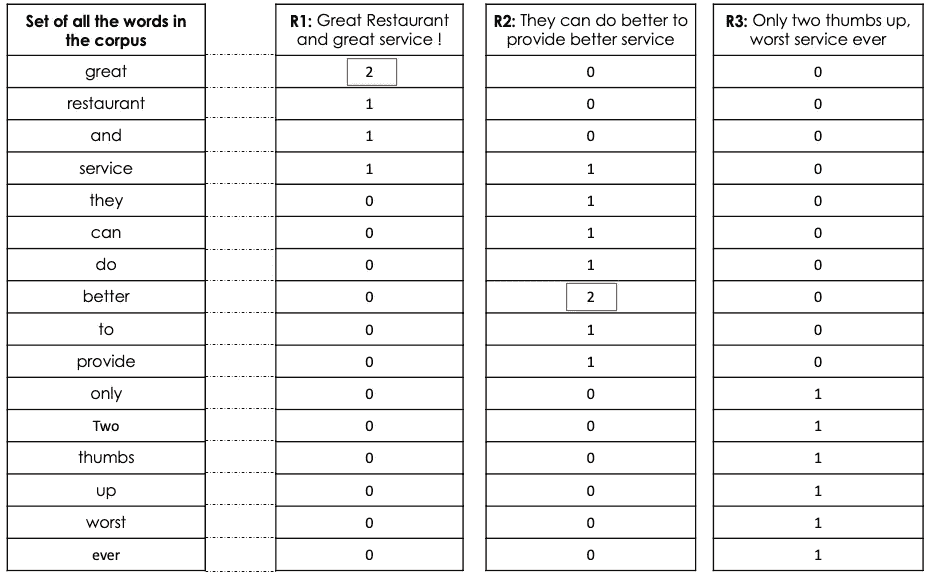 Set of all the words in the corpus | R1: Great Restaurant and great service ! | R2: They can do better to provide better service | R3: Only two thumbs up, worst service ever
great 2 0 0
restaurant 1 0 0
and 1 0 0
service 1 1 0
they 0 1 0
can 0 1 0
do 0 1 0
better 0 2 0
to 0 1 0
provide 0 1 0
only 0 0 1
Two 0 0 1
thumbs 0 0 1
up 0 0 1
worst 0 0 1
ever 0 0 1